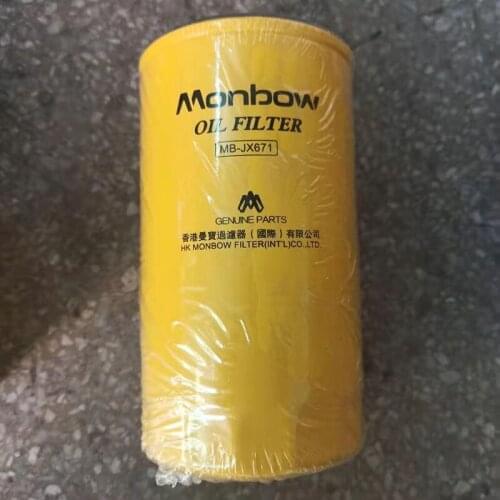 Monbow
OIL FILTER
MB-JX671
GENUINE PARTS
香港曼寶過濾器(國際)有限公司
HK MONBOW FILTER(INT'L)CO.,LTD.